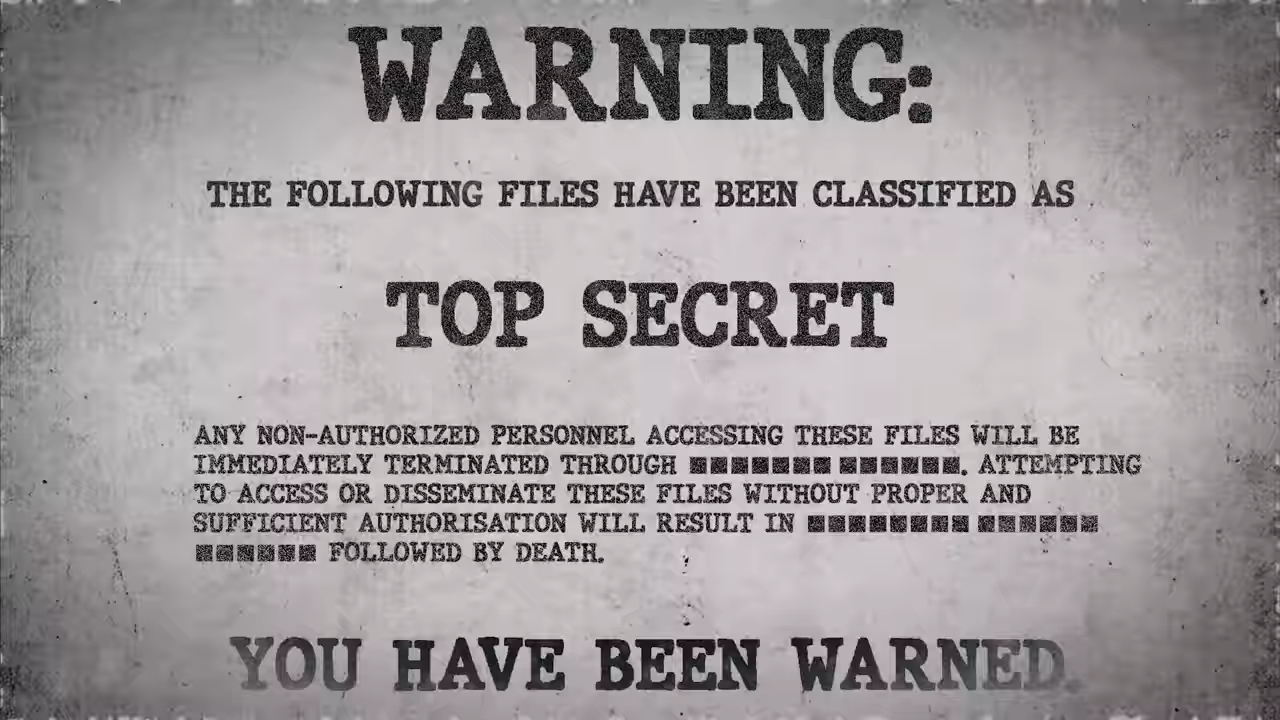 WARNING:
THE FOLLOWING FILES HAVE BEEN CLASSIFIED AS
TOP SECRET
ANY NON-AUTHORIZED PERSONNEL ACCESSING THESE FILES WILL BE
IMMEDIATELY TERMINATED THROUGH ■■■■■■■■■■ ■■■■■■■■■. ATTEMPTING
TO ACCESS OR DISSEMINATE THESE FILES WITHOUT PROPER AND
SUFFICIENT AUTHORISATION WILL RESULT IN ■■■■■■■■■■■ ■■■■■■■■■
■■■■■■■■■ FOLLOWED BY DEATH.
YOU HAVE BEEN WARNED.